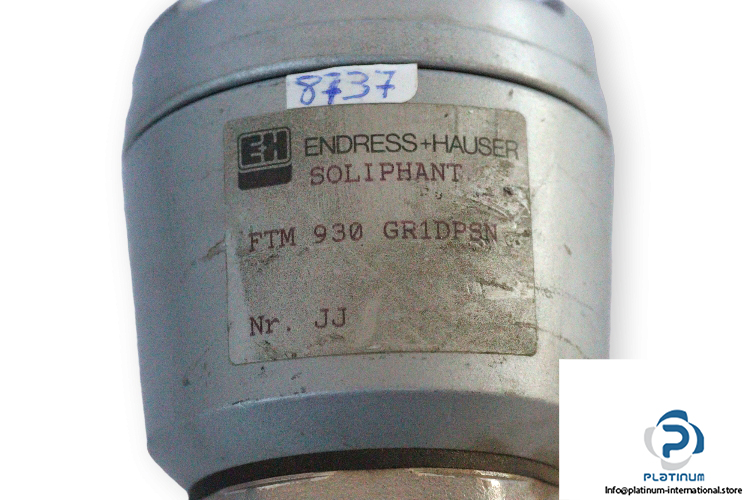 8737
E+H ENDRESS+HAUSER
SOLIPHANT
FTM 930 GR1DPSN
Nr. JJ
P
PLATINUM
Info@platinum-international.store